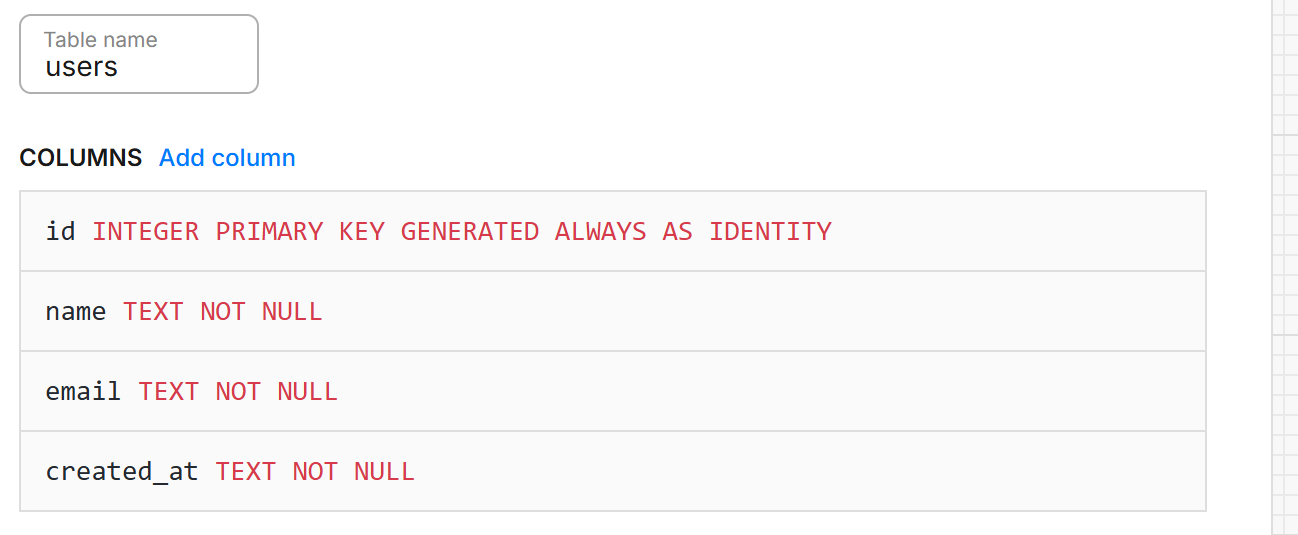 Table name
users
COLUMNS Add column
id INTEGER PRIMARY KEY GENERATED ALWAYS AS IDENTITY
name TEXT NOT NULL
email TEXT NOT NULL
created_at TEXT NOT NULL